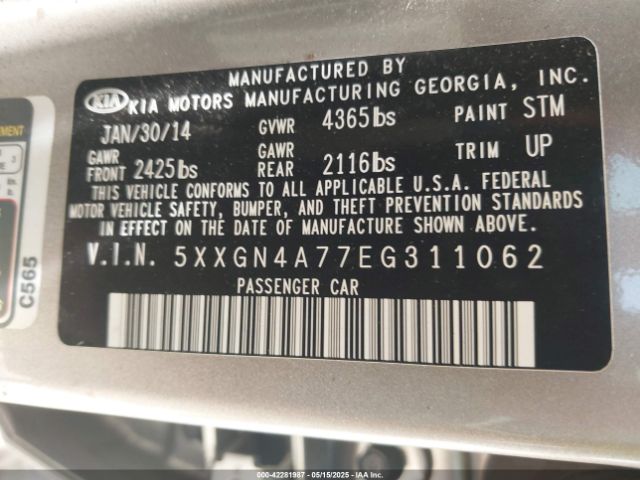 MANUFACTURED BY
KIA KIA MOTORS MANUFACTURING GEORGIA, INC.
JAN/30/14 GVWR 4365lbs PAINT STM
GAWR FRONT 2425lbs GAWR REAR 2116lbs TRIM UP
THIS VEHICLE CONFORMS TO ALL APPLICABLE U.S.A. FEDERAL
MOTOR VEHICLE SAFETY, BUMPER, AND THEFT PREVENTION STANDARDS
IN EFFECT ON THE DATE OF MANUFACTURE SHOWN ABOVE.
V.I.N. 5XXGN4A77EG311062
PASSENGER CAR
C565
000-42281987 - 05/15/2025 - IAA Inc.